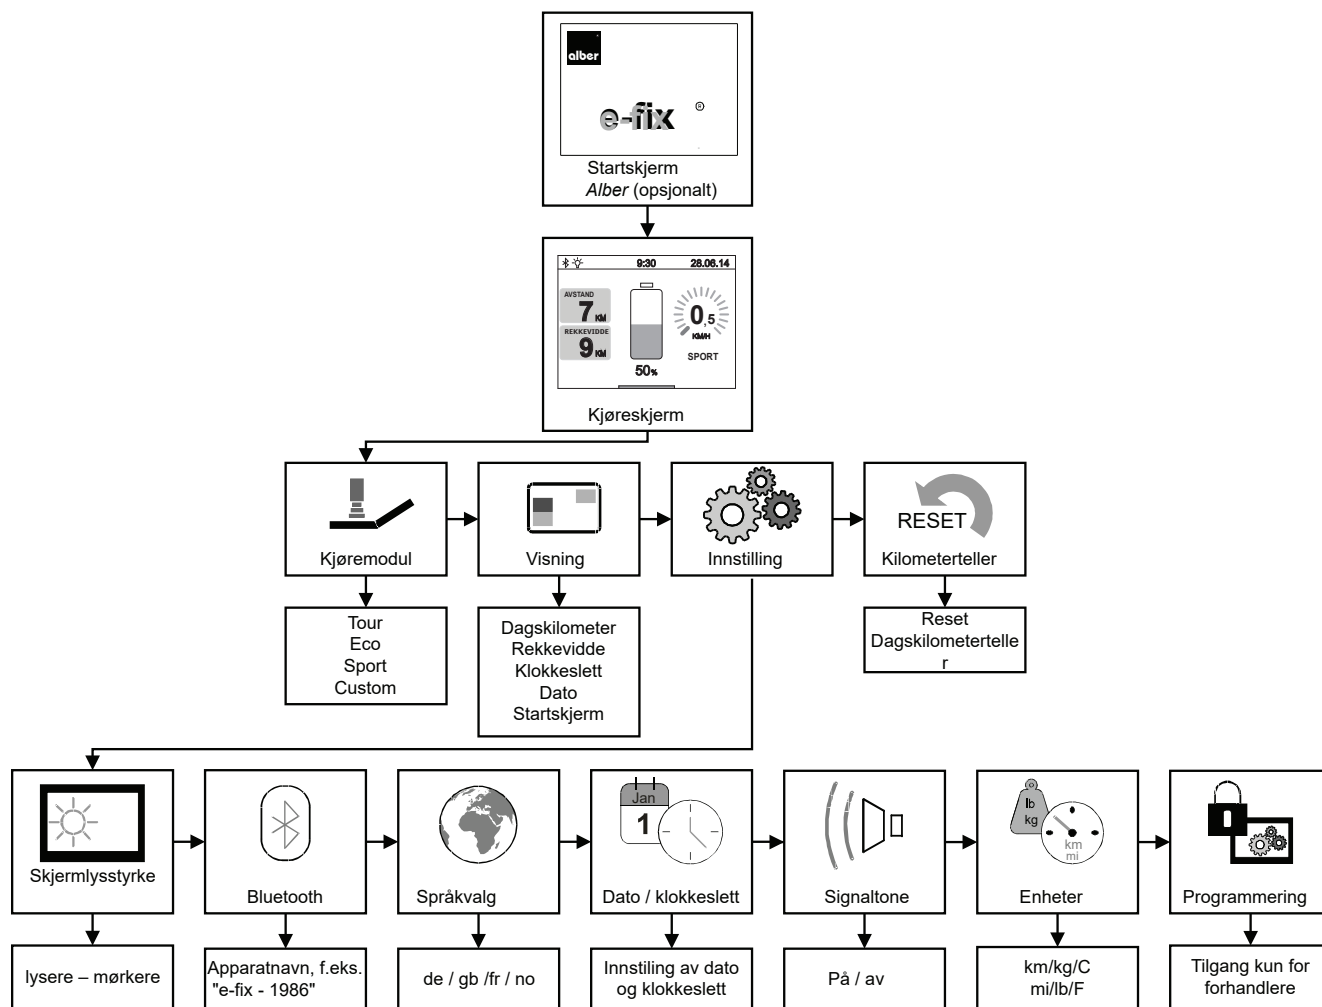 alber
e-fix ®
Startskjerm
Alber (opsjonalt)
9:30 28.06.14
AVSTAND
7 KM
REKKEVIDDE
9 KM
50%
0,5
KM/H
SPORT
Kjøreskjerm
Kjøremodul
Visning
Innstilling
RESET
Kilometerteller
Tour
Eco
Sport
Custom
Dagskilometer
Rekkevidde
Klokkeslett
Dato
Startskjerm
Reset
Dagskilometertelle
r
Skjermlysstyrke
Bluetooth
Språkvalg
Jan
1
Dato / klokkeslett
Signaltone
lb
kg
km
mi
Enheter
Programmering
lysere – mørkere
Apparatnavn, f.eks.
"e-fix - 1986"
de / gb /fr / no
Innstiling av dato
og klokkeslett
På / av
km/kg/C
mi/lb/F
Tilgang kun for
forhandlere